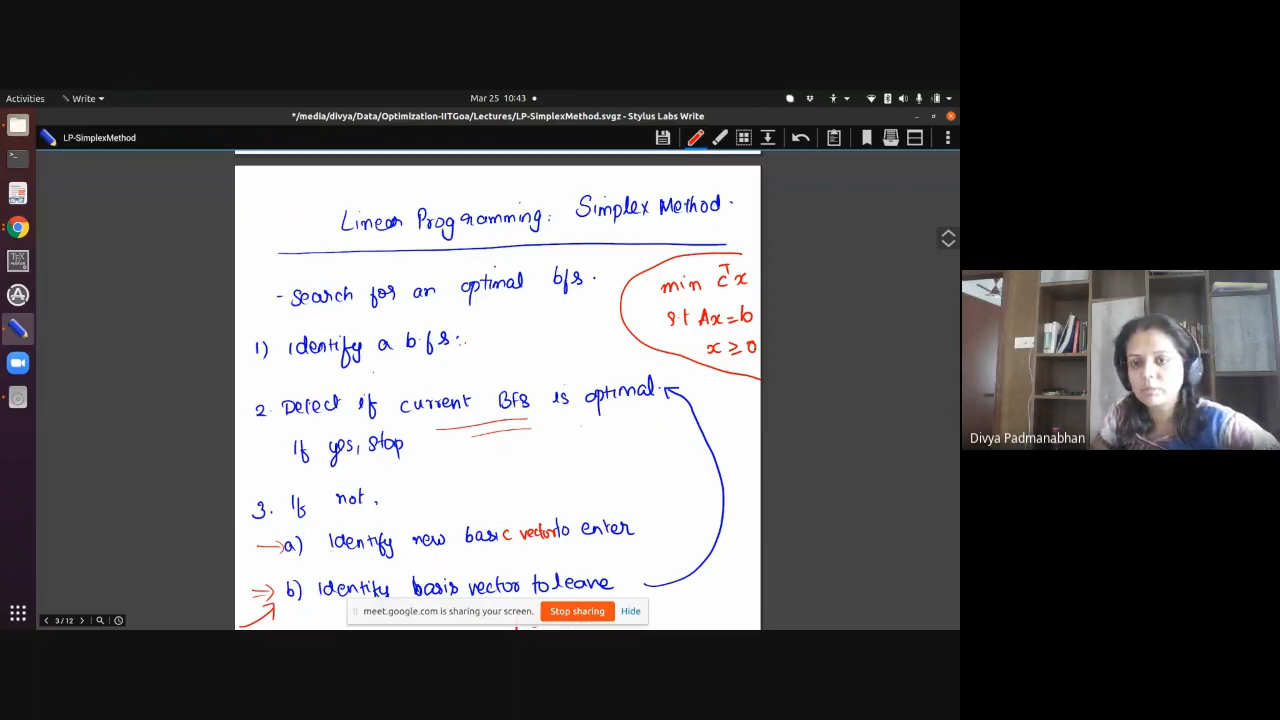 Activities
Write
Mar 25 10:43
*/media/divya/Data/Optimization-IITGoa/Lectures/LP-SimplexMethod.svgz - Stylus Labs Write
LP-SimplexMethod
Linear Programming: Simplex Method.
- Search for an optimal bfs.
min cᵀx
s.t Ax=b
x ≥ 0
1) Identify a bfs:.
2. Detect if current BFS is optimal.
If yes, stop
3. If not,
a) Identify new basic vector to enter
b) Identify basis vector to leave
meet.google.com is sharing your screen.
Stop sharing
Hide
3/12
Divya Padmanabhan